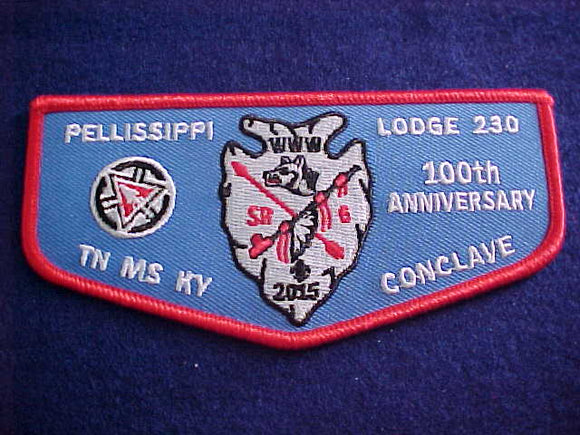 PELLISSIPPI
LODGE 230
WWW
100th
ANNIVERSARY
SR 6
TN MS KY
CONCLAVE
2015